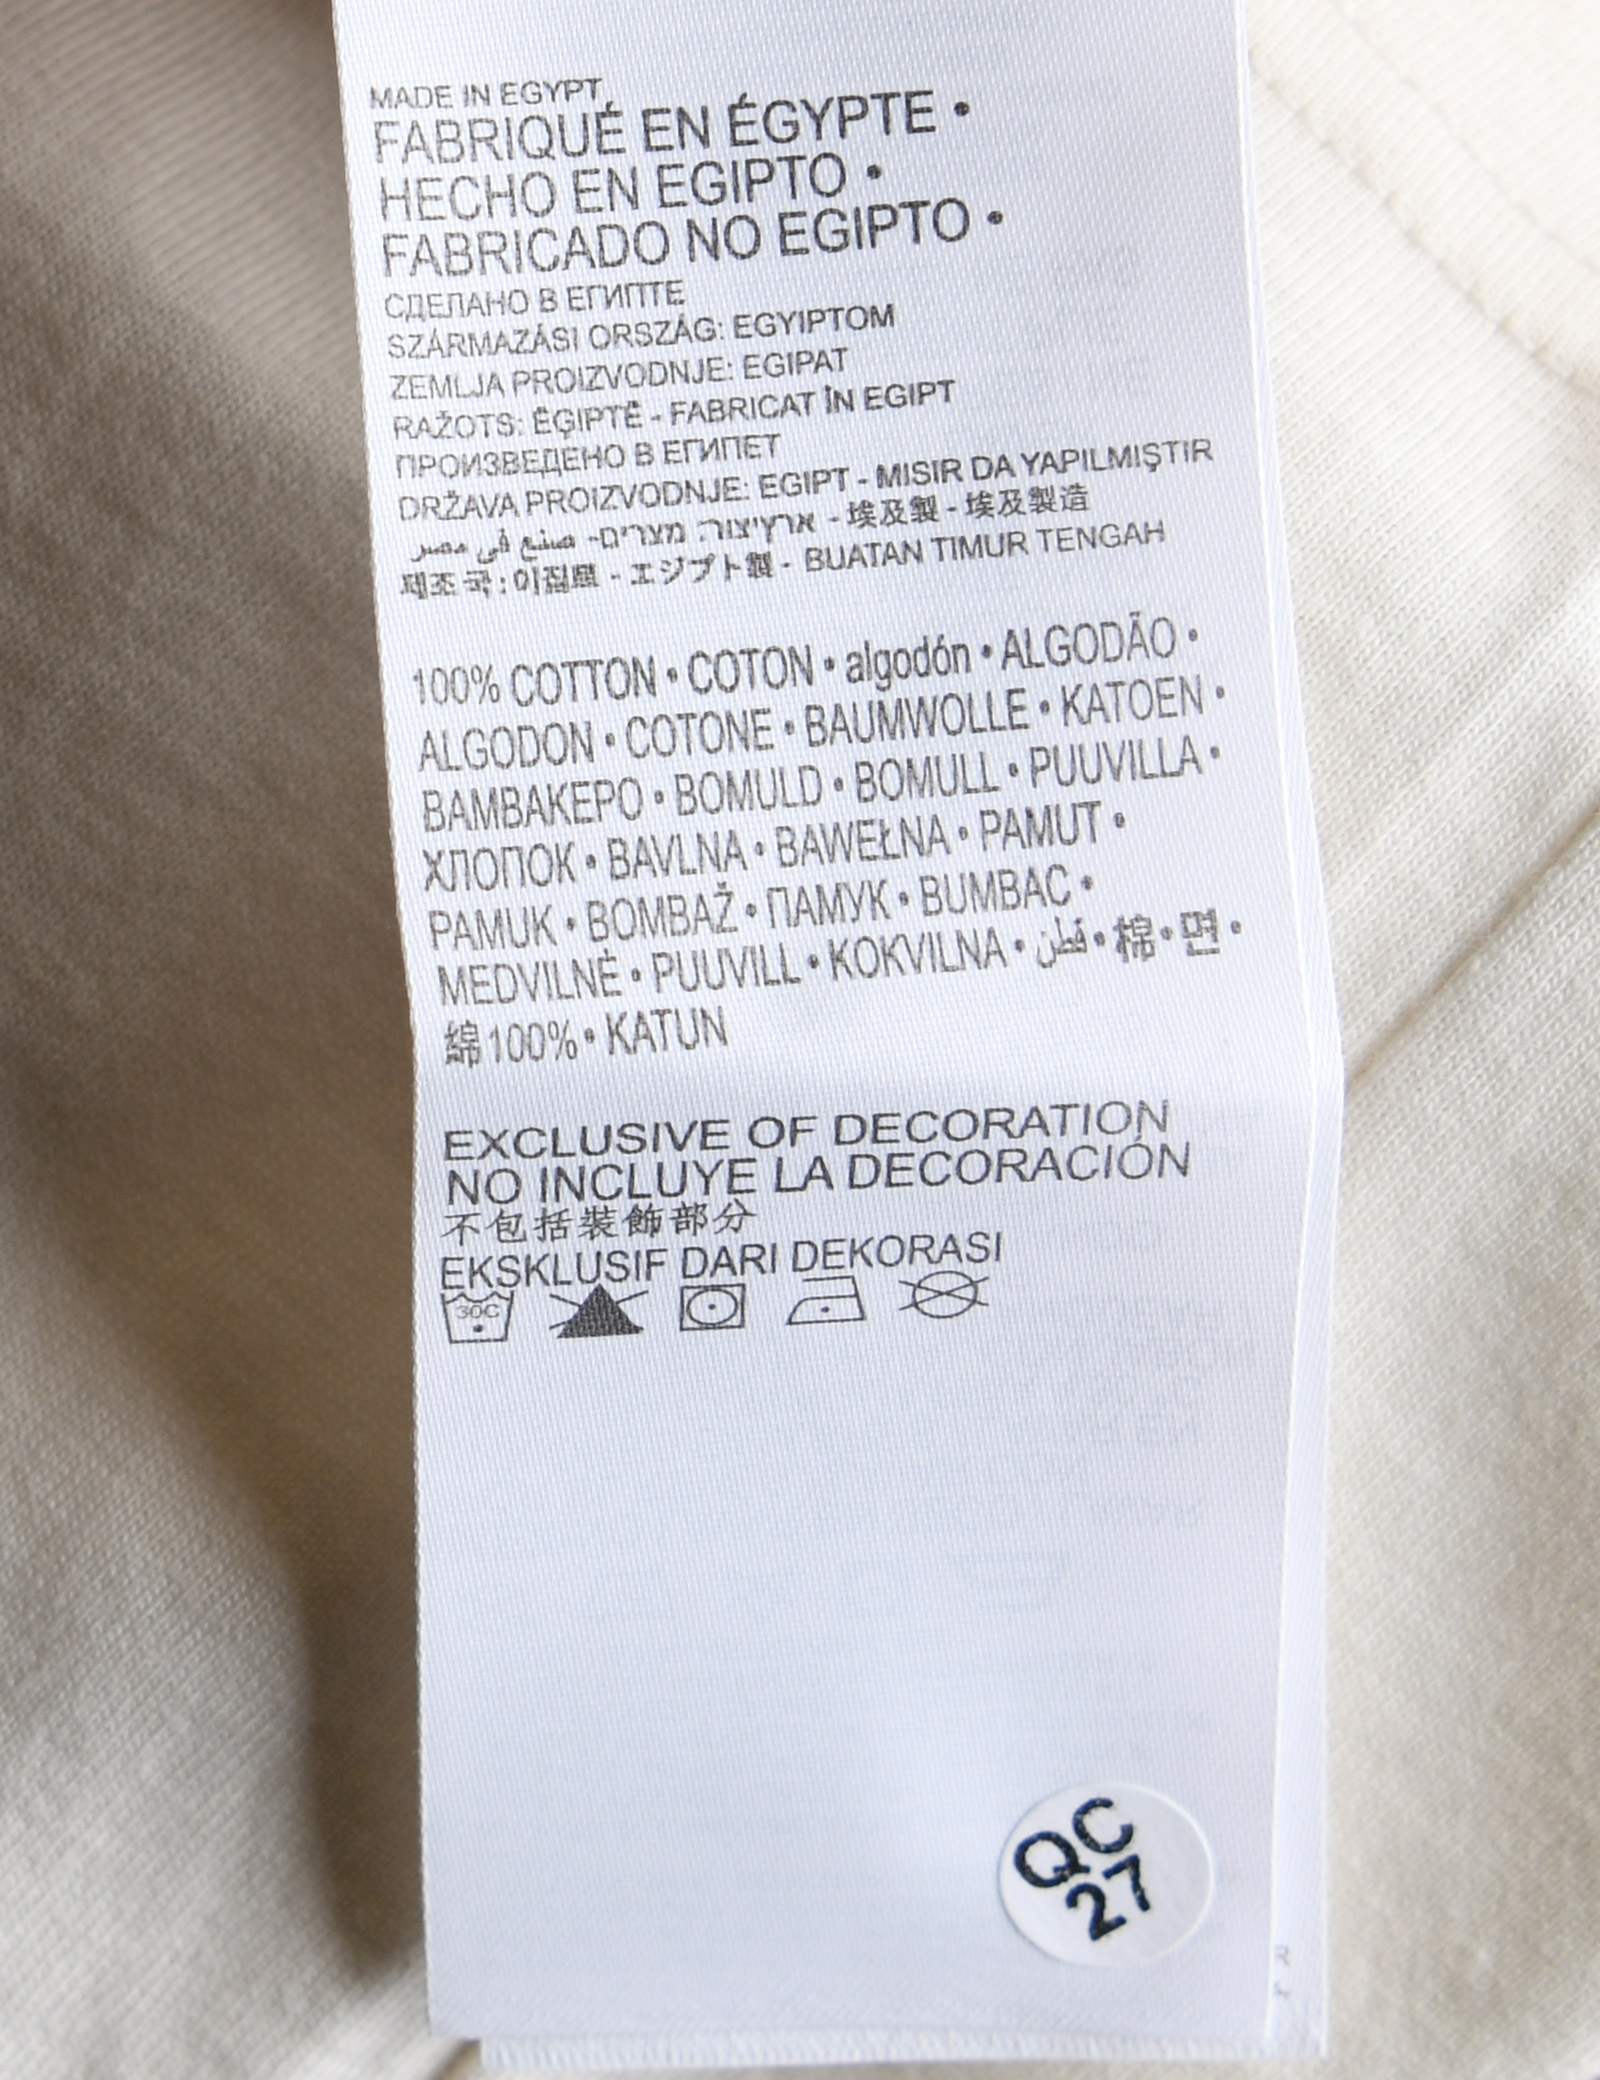 MADE IN EGYPT
FABRIQUÉ EN ÉGYPTE •
HECHO EN EGIPTO •
FABRICADO NO EGIPTO •
СДЕЛАНО В ЕГИПТЕ
SZÁRMAZÁSI ORSZÁG: EGYIPTOM
ZEMLJA PROIZVODNJE: EGIPAT
RAŽOTS: ĒĢIPTĒ - FABRICAT ÎN EGIPT
ПРОИЗВЕДЕНО В ЕГИПЕТ
DRŽAVA PROIZVODNJE: EGIPT - MISIR DA YAPILMIŞTIR
صنع في مصر -ארץ יצור: מצרים - 埃及製 - 埃及製造
제조국: - エジプト製 - BUATAN TIMUR TENGAH
100% COTTON • COTON • algodón • ALGODÃO •
ALGODON • COTONE • BAUMWOLLE • KATOEN •
BAMBAKEPO • BOMULD • BOMULL • PUUVILLA •
ХЛОПОК • BAVLNA • BAWEŁNA • PAMUT •
PAMUK • BOMBAŽ • ПАМУК • BUMBAC •
MEDVILNĖ • PUUVILL • KOKVILNA • قطن • 棉 • 면 •
綿100% • KATUN
EXCLUSIVE OF DECORATION
NO INCLUYE LA DECORACIÓN
不包括裝飾部分
EKSKLUSIF DARI DEKORASI
30C
QC
27